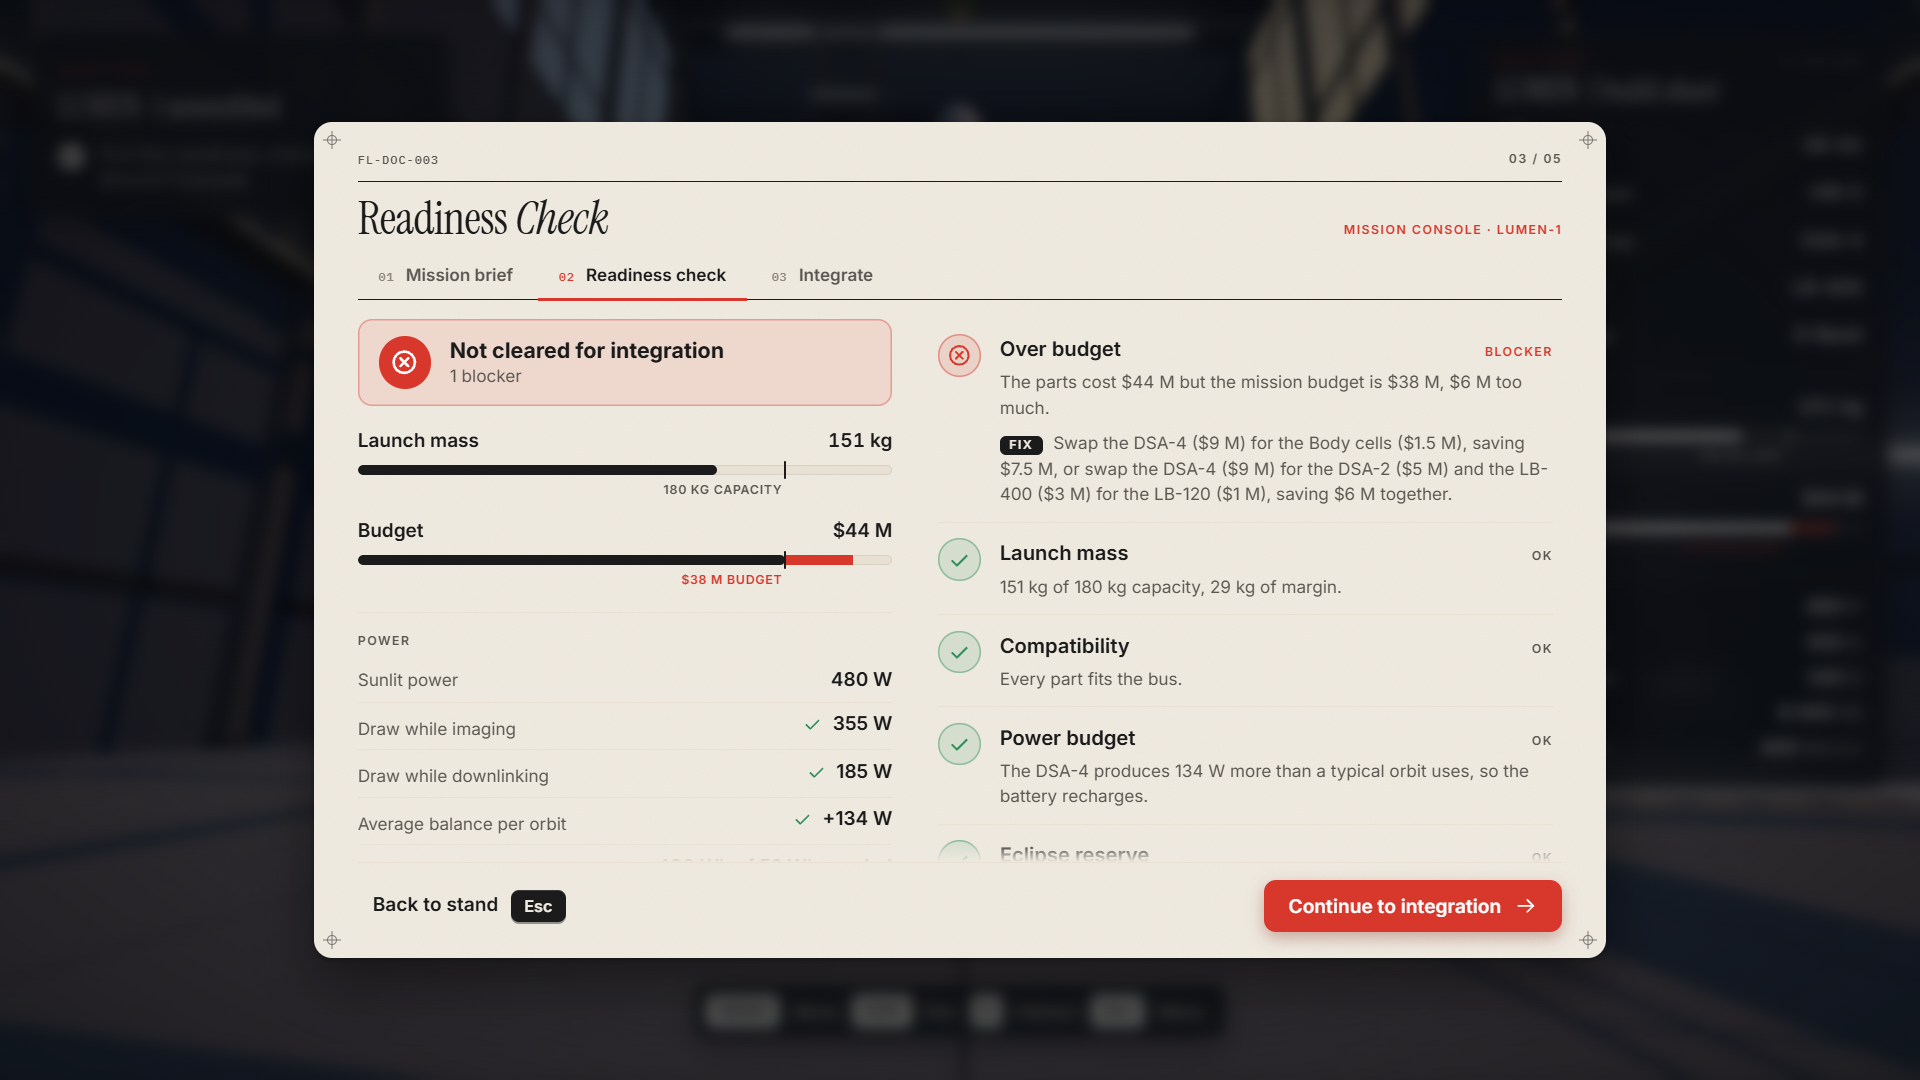 FL-DOC-003
03 / 05
Readiness Check
MISSION CONSOLE · LUMEN-1
01 Mission brief
02 Readiness check
03 Integrate
Not cleared for integration
1 blocker
Launch mass 151 kg
180 KG CAPACITY
Budget $44 M
$38 M BUDGET
POWER
Sunlit power 480 W
Draw while imaging 355 W
Draw while downlinking 185 W
Average balance per orbit +134 W
Over budget BLOCKER
The parts cost $44 M but the mission budget is $38 M, $6 M too
much.
FIX Swap the DSA-4 ($9 M) for the Body cells ($1.5 M), saving
$7.5 M, or swap the DSA-4 ($9 M) for the DSA-2 ($5 M) and the LB-
400 ($3 M) for the LB-120 ($1 M), saving $6 M together.
Launch mass OK
151 kg of 180 kg capacity, 29 kg of margin.
Compatibility OK
Every part fits the bus.
Power budget OK
The DSA-4 produces 134 W more than a typical orbit uses, so the
battery recharges.
Eclipse reserve OK
Back to stand Esc
Continue to integration